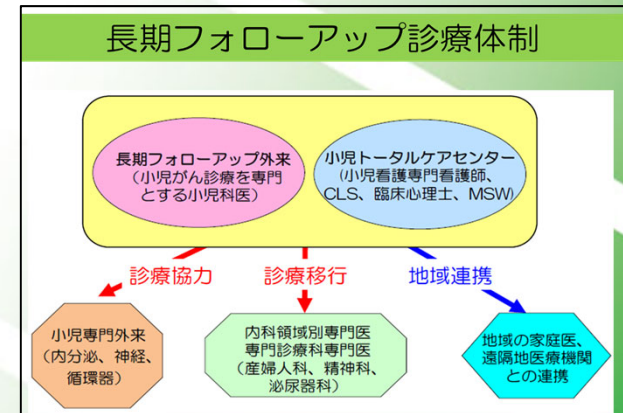 長期フォローアップ診療体制
長期フォローアップ外来
（小児がん診療を専門
とする小児科医）
小児トータルケアセンター
(小児看護専門看護師、
CLS、臨床心理士、MSW)
診療協力
診療移行
地域連携
小児専門外来
（内分泌、神経、
循環器）
内科領域別専門医
専門診療科専門医
（産婦人科、精神科、
泌尿器科）
地域の家庭医、
遠隔地医療機関
との連携